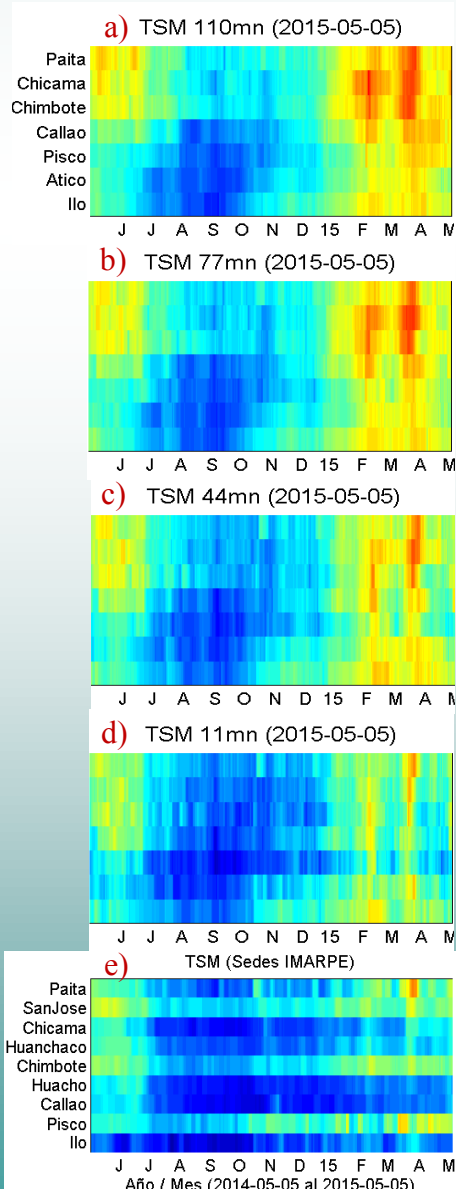 a) TSM 110mn (2015-05-05)
Paita
Chicama
Chimbote
Callao
Pisco
Atico
Ilo
J J A S O N D 15 F M A M
b) TSM 77mn (2015-05-05)
J J A S O N D 15 F M A M
c) TSM 44mn (2015-05-05)
J J A S O N D 15 F M A M
d) TSM 11mn (2015-05-05)
J J A S O N D 15 F M A M
e) TSM (Sedes IMARPE)
Paita
SanJose
Chicama
Huanchaco
Chimbote
Huacho
Callao
Pisco
Ilo
J J A S O N D 15 F M A M
Año / Mes (2014-05-05 al 2015-05-05)